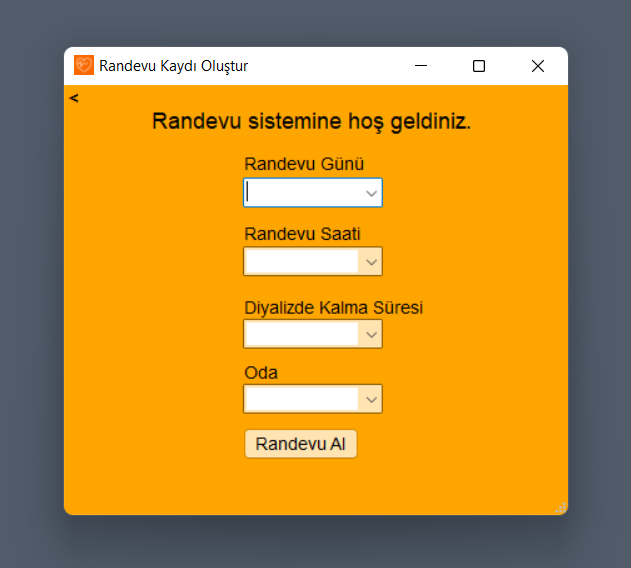 Randevu Kaydı Oluştur
<
Randevu sistemine hoş geldiniz.
Randevu Günü
Randevu Saati
Diyalizde Kalma Süresi
Oda
Randevu Al